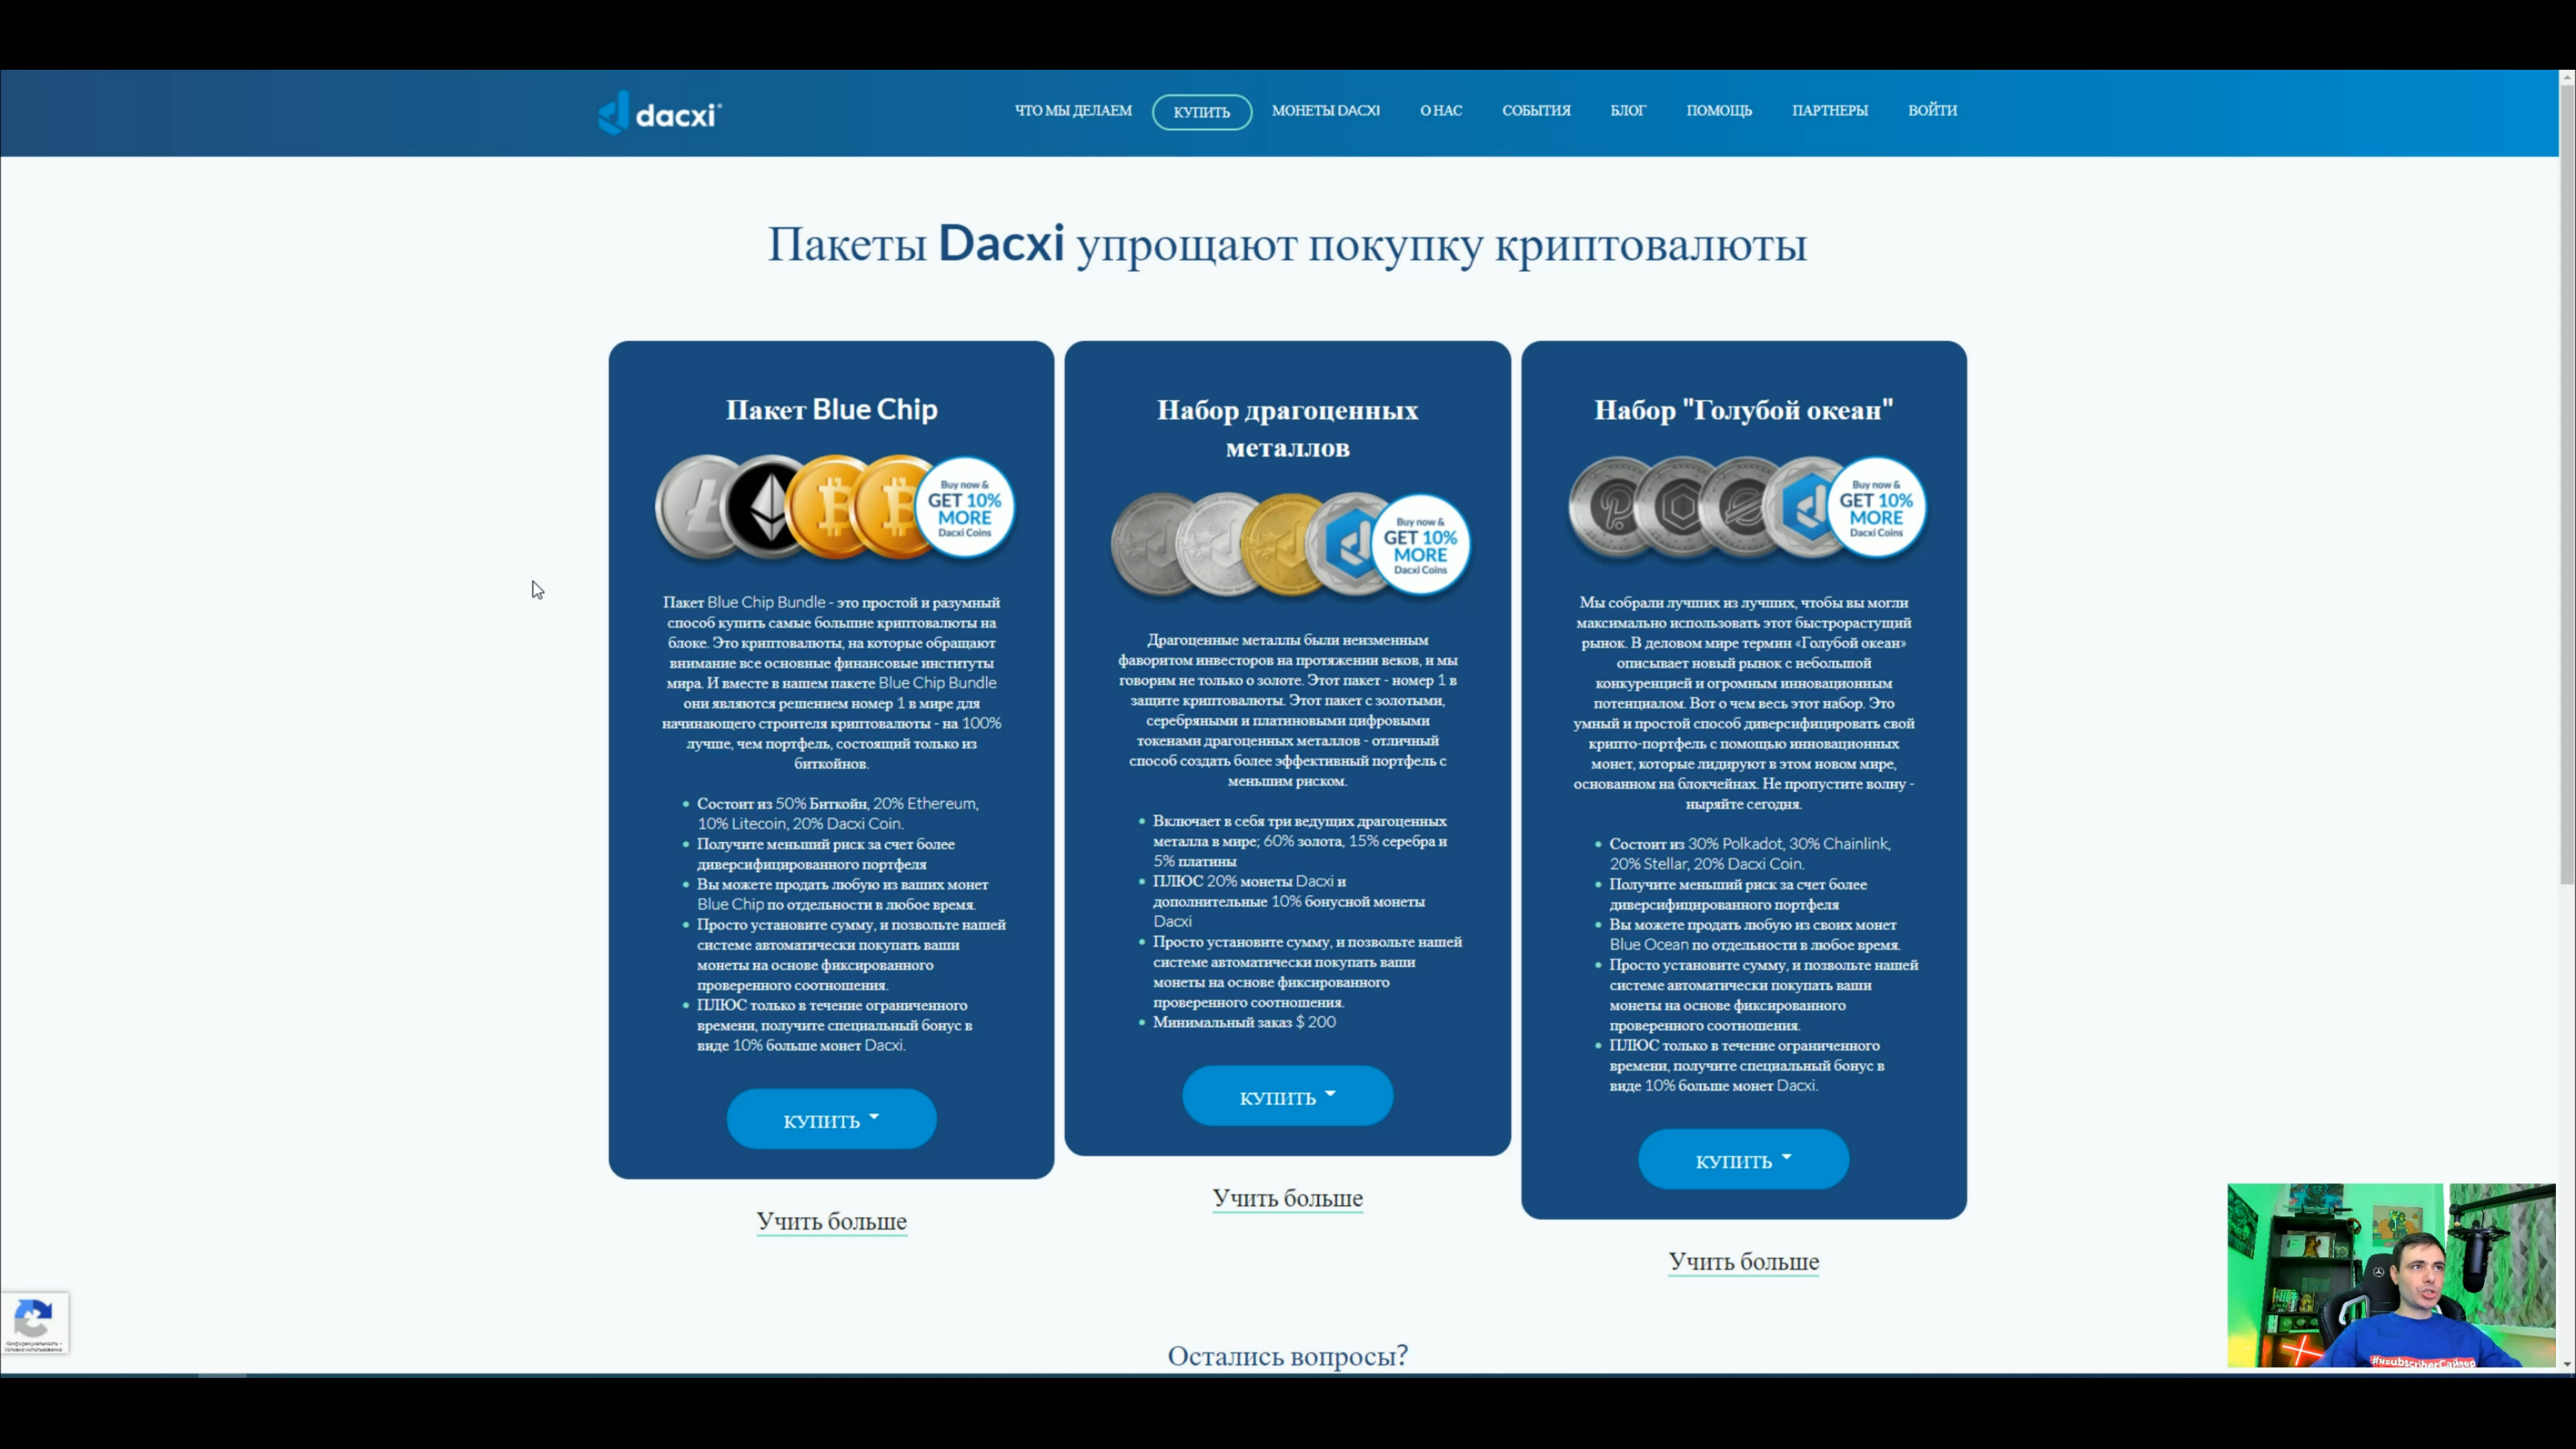 dacxi
ЧТО МЫ ДЕЛАЕМ
КУПИТЬ
МОНЕТЫ DACXI
О НАС
СОБЫТИЯ
БЛОГ
ПОМОЩЬ
ПАРТНЕРЫ
ВОЙТИ
Пакеты Dacxi упрощают покупку криптовалюты
Пакет Blue Chip
Buy now &
GET 10%
MORE
Dacxi Coins
Пакет Blue Chip Bundle - это простой и разумный
способ купить самые большие криптовалюты на
блоке. Это криптовалюты, на которые обращают
внимание все основные финансовые институты
мира. И вместе в нашем пакете Blue Chip Bundle
они являются решением номер 1 в мире для
начинающего строителя криптовалюты - на 100%
лучше, чем портфель, состоящий только из
биткойнов.
• Состоит из 50% Биткойн, 20% Ethereum,
10% Litecoin, 20% Dacxi Coin.
• Получите меньший риск за счет более
диверсифицированного портфеля
• Вы можете продать любую из ваших монет
Blue Chip по отдельности в любое время.
• Просто установите сумму, и позвольте нашей
системе автоматически покупать ваши
монеты на основе фиксированного
проверенного соотношения.
• ПЛЮС только в течение ограниченного
времени, получите специальный бонус в
виде 10% больше монет Dacxi.
КУПИТЬ
Учить больше
Набор драгоценных
металлов
Buy now &
GET 10%
MORE
Dacxi Coins
Драгоценные металлы были неизменным
фаворитом инвесторов на протяжении веков, и мы
говорим не только о золоте. Этот пакет - номер 1 в
защите криптовалюты. Этот пакет с золотыми,
серебряными и платиновыми цифровыми
токенами драгоценных металлов - отличный
способ создать более эффективный портфель с
меньшим риском.
• Включает в себя три ведущих драгоценных
металла в мире; 60% золота, 15% серебра и
5% платины
• ПЛЮС 20% монеты Dacxi и
дополнительные 10% бонусной монеты
Dacxi
• Просто установите сумму, и позвольте нашей
системе автоматически покупать ваши
монеты на основе фиксированного
проверенного соотношения.
• Минимальный заказ $ 200
КУПИТЬ
Учить больше
Набор "Голубой океан"
Buy now &
GET 10%
MORE
Dacxi Coins
Мы собрали лучших из лучших, чтобы вы могли
максимально использовать этот быстрорастущий
рынок. В деловом мире термин «Голубой океан»
описывает новый рынок с небольшой
конкуренцией и огромным инновационным
потенциалом. Вот о чем весь этот набор. Это
умный и простой способ диверсифицировать свой
крипто-портфель с помощью инновационных
монет, которые лидируют в этом новом мире,
основанном на блокчейнах. Не пропустите волну -
ныряйте сегодня.
• Состоит из 30% Polkadot, 30% Chainlink,
20% Stellar, 20% Dacxi Coin.
• Получите меньший риск за счет более
диверсифицированного портфеля
• Вы можете продать любую из своих монет
Blue Ocean по отдельности в любое время.
• Просто установите сумму, и позвольте нашей
системе автоматически покупать ваши
монеты на основе фиксированного
проверенного соотношения.
• ПЛЮС только в течение ограниченного
времени, получите специальный бонус в
виде 10% больше монет Dacxi.
КУПИТЬ
Учить больше
Остались вопросы?